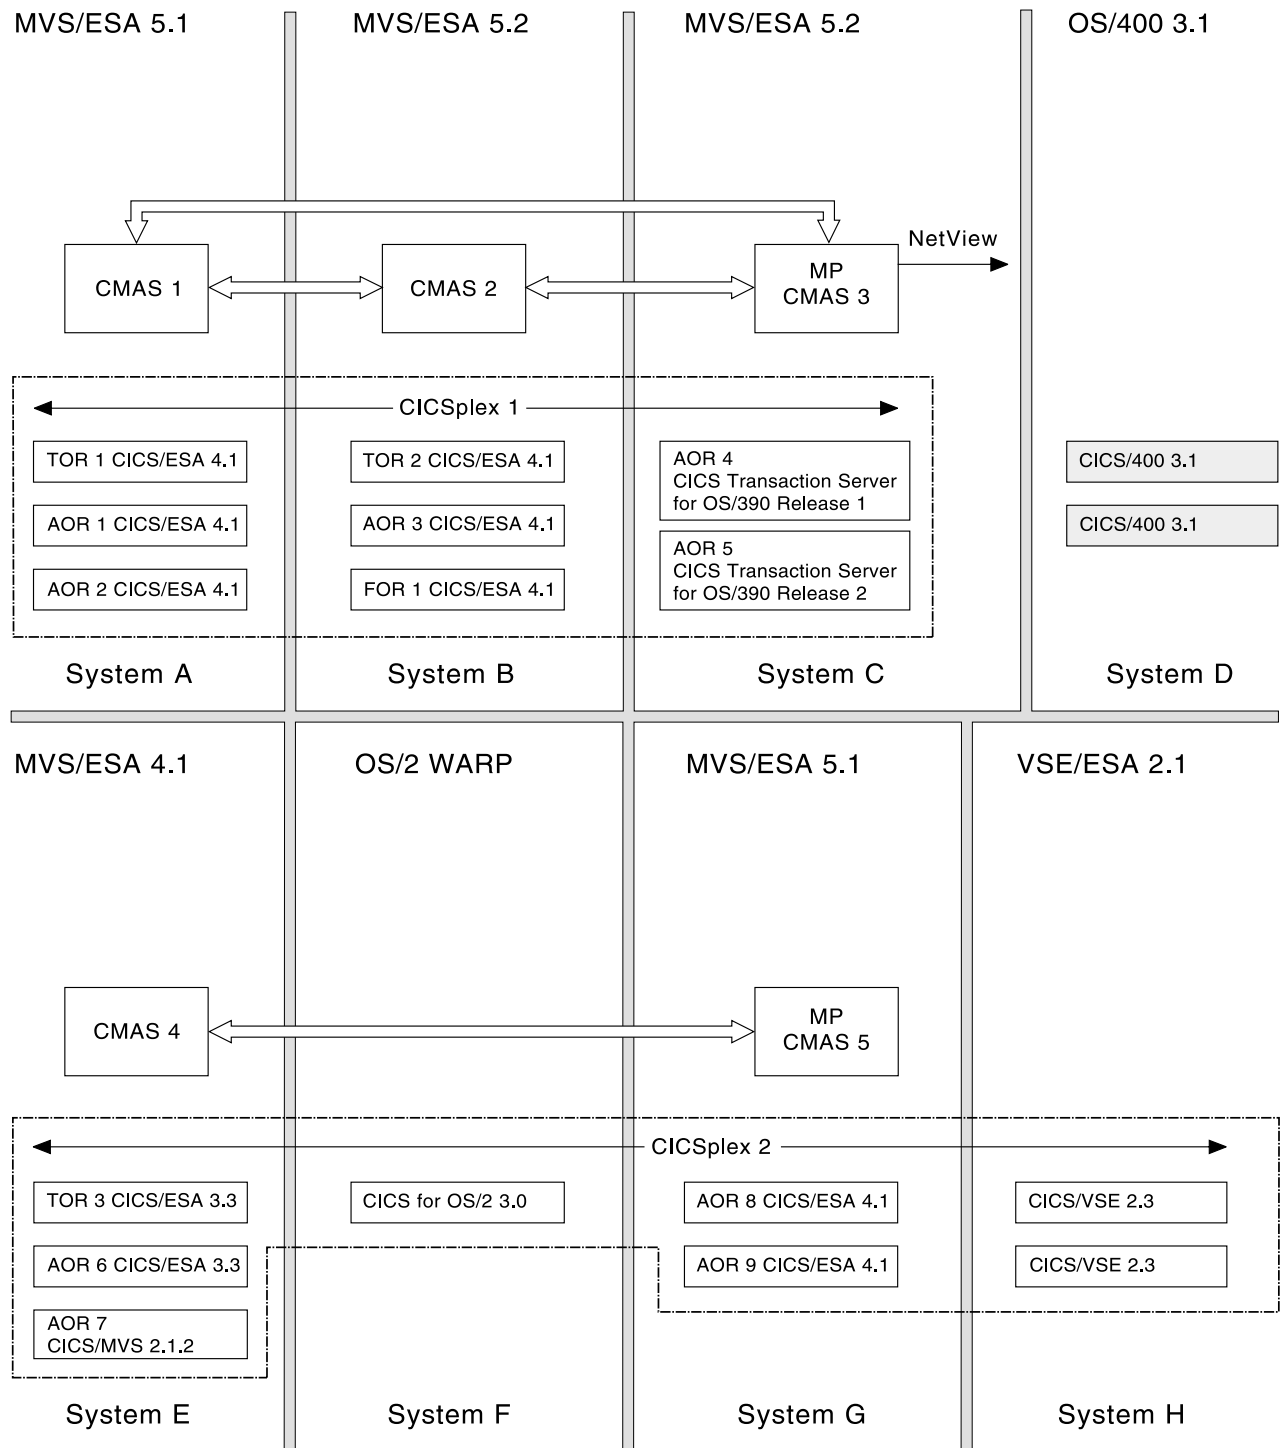 MVS/ESA 5.1
MVS/ESA 5.2
MVS/ESA 5.2
OS/400 3.1
NetView
CMAS 1
CMAS 2
MP
CMAS 3
CICSplex 1
TOR 1 CICS/ESA 4.1
AOR 1 CICS/ESA 4.1
AOR 2 CICS/ESA 4.1
TOR 2 CICS/ESA 4.1
AOR 3 CICS/ESA 4.1
FOR 1 CICS/ESA 4.1
AOR 4
CICS Transaction Server
for OS/390 Release 1
AOR 5
CICS Transaction Server
for OS/390 Release 2
CICS/400 3.1
CICS/400 3.1
System A
System B
System C
System D
MVS/ESA 4.1
OS/2 WARP
MVS/ESA 5.1
VSE/ESA 2.1
CMAS 4
MP
CMAS 5
CICSplex 2
TOR 3 CICS/ESA 3.3
AOR 6 CICS/ESA 3.3
AOR 7
CICS/MVS 2.1.2
CICS for OS/2 3.0
AOR 8 CICS/ESA 4.1
AOR 9 CICS/ESA 4.1
CICS/VSE 2.3
CICS/VSE 2.3
System E
System F
System G
System H